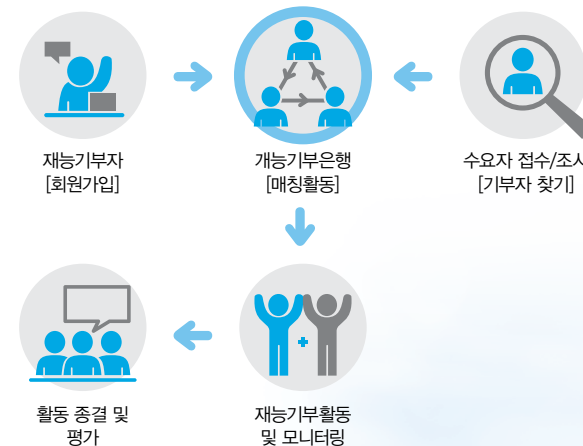 재능기부자
[회원가입]
개능기부은행
[매칭활동]
수요자 접수/조사
[기부자 찾기]
활동 종결 및
평가
재능기부활동
및 모니터링